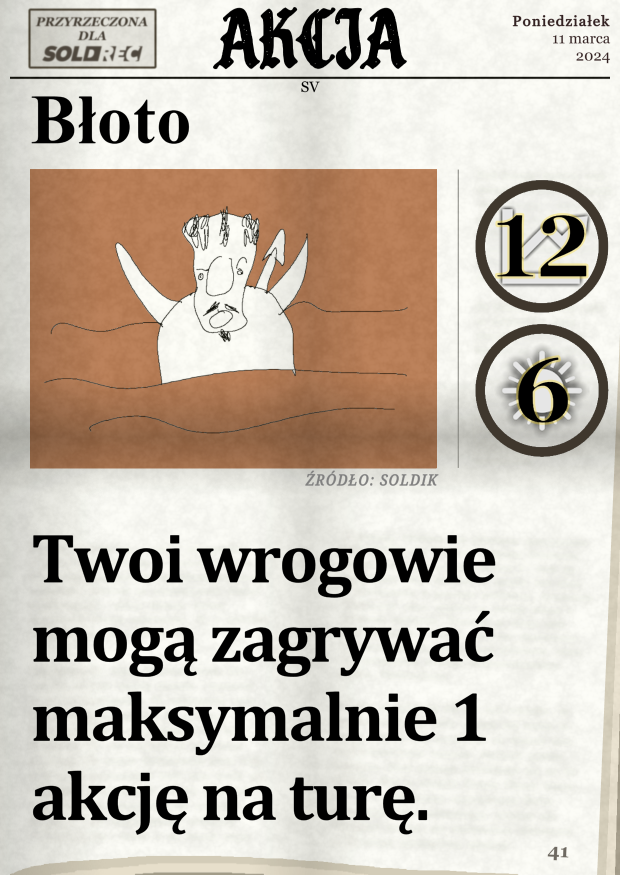 PRZYRZECZONA
DLA
SOLDREC
AKCJA
Poniedziałek
11 marca
2024
SV
Błoto
12
6
ŹRÓDŁO: SOLDIK
Twoi wrogowie
mogą zagrywać
maksymalnie 1
akcję na turę.
41